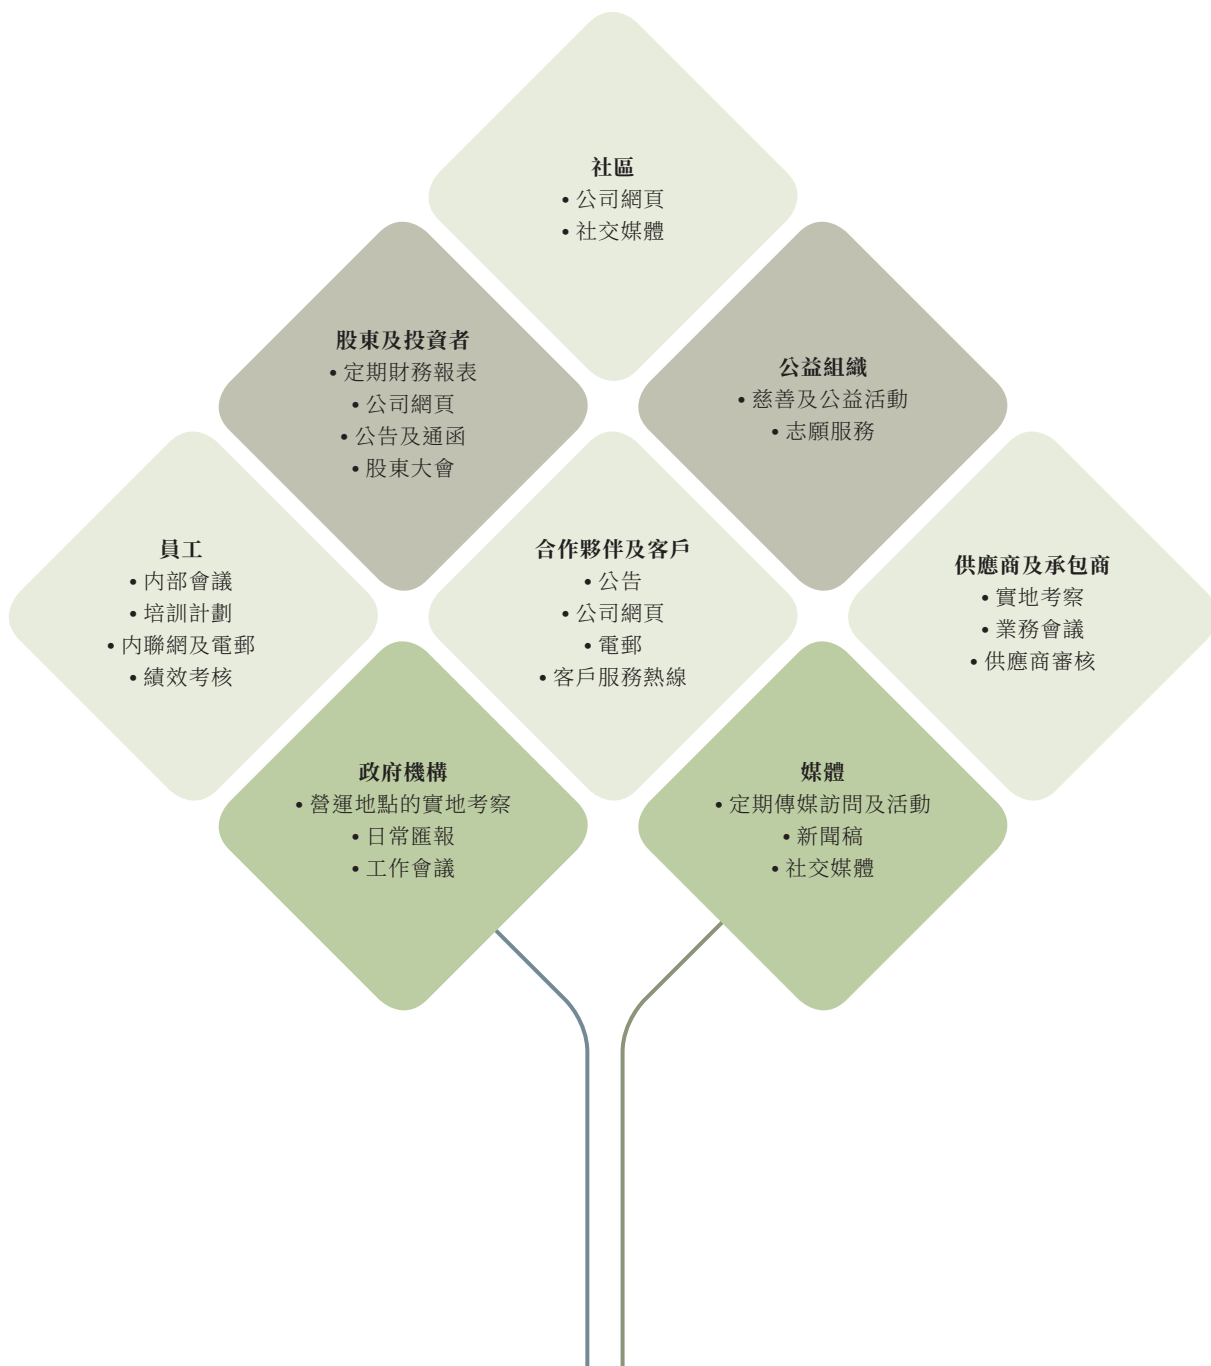 社區
• 公司網頁
• 社交媒體
股東及投資者
• 定期財務報表
• 公司網頁
• 公告及通函
• 股東大會
公益組織
• 慈善及公益活動
• 志願服務
員工
• 內部會議
• 培訓計劃
• 內聯網及電郵
• 績效考核
合作夥伴及客戶
• 公告
• 公司網頁
• 電郵
• 客戶服務熱線
供應商及承包商
• 實地考察
• 業務會議
• 供應商審核
政府機構
• 營運地點的實地考察
• 日常匯報
• 工作會議
媒體
• 定期傳媒訪問及活動
• 新聞稿
• 社交媒體